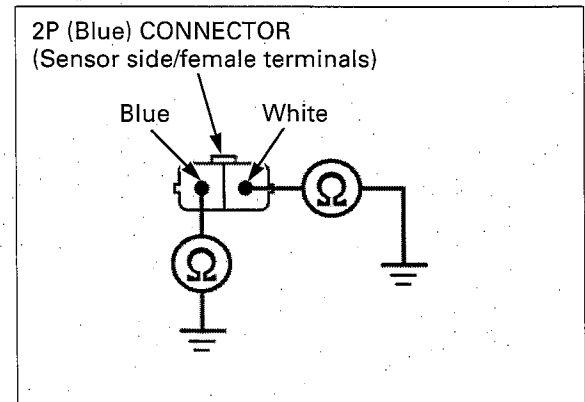 2P (Blue) CONNECTOR
(Sensor side/female terminals)
Blue White
Ω
Ω